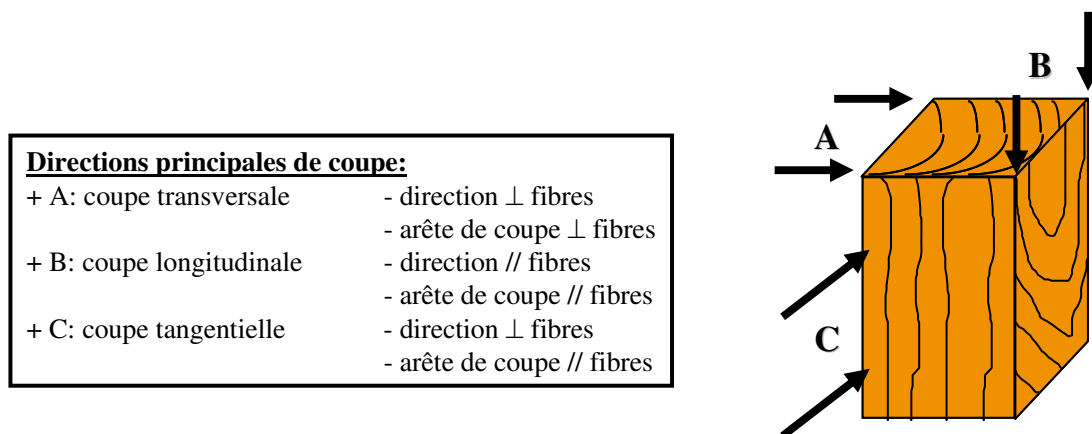 Directions principales de coupe:
+ A: coupe transversale - direction ⊥ fibres
- arête de coupe ⊥ fibres
+ B: coupe longitudinale - direction // fibres
- arête de coupe // fibres
+ C: coupe tangentielle - direction ⊥ fibres
- arête de coupe // fibres
B
A
C